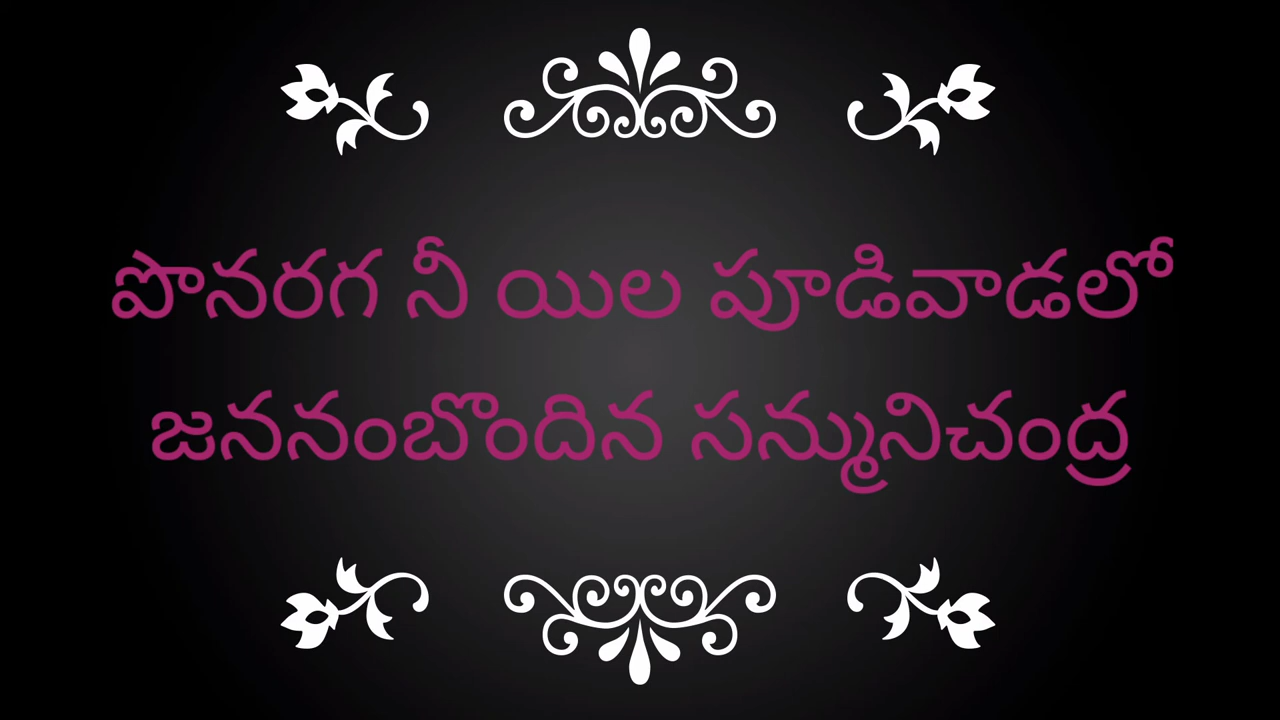 పొనరగ నీ యిల పూడివాడలో
జననంబొందిన సన్మునిచంద్ర